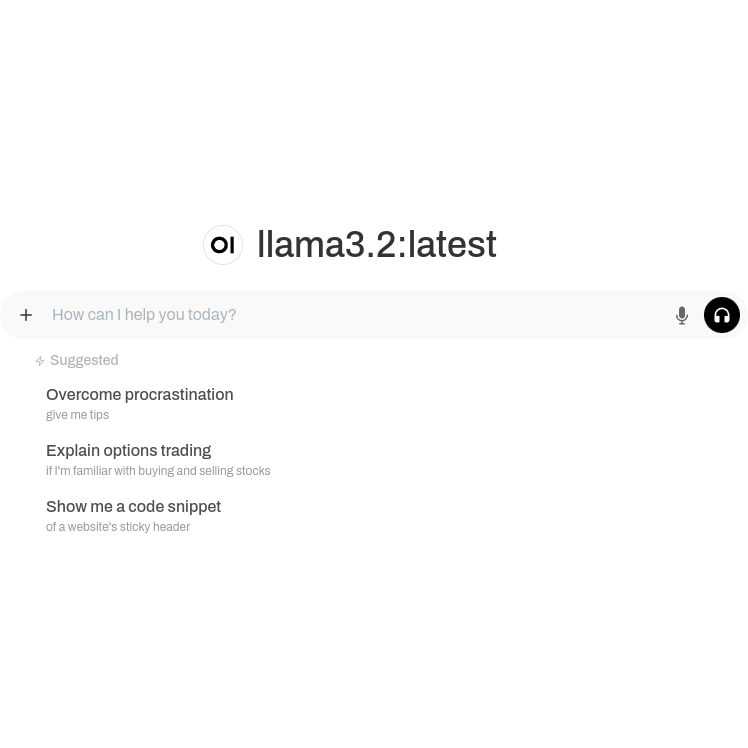 OI
llama3.2:latest
How can I help you today?
Suggested
Overcome procrastination
give me tips
Explain options trading
if I'm familiar with buying and selling stocks
Show me a code snippet
of a website's sticky header